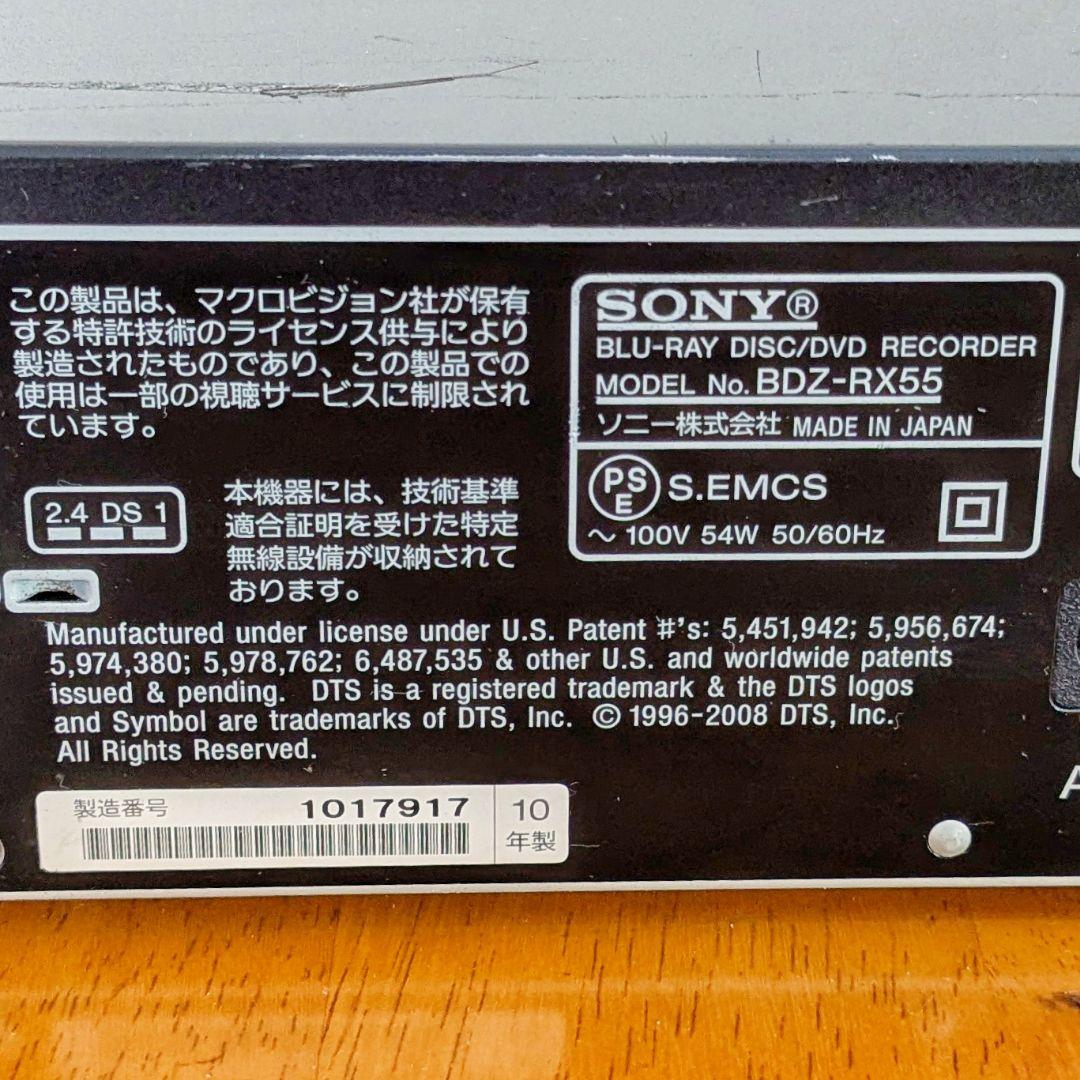 この製品は、マクロビジョン社が保有
する特許技術のライセンス供与により
製造されたものであり、この製品での
使用は一部の視聴サービスに制限され
ています。
SONY®
BLU-RAY DISC/DVD RECORDER
MODEL No. BDZ-RX55
ソニー株式会社 MADE IN JAPAN
PS
E
S.EMCS
～ 100V 54W 50/60Hz
2.4 DS 1
本機器には、技術基準
適合証明を受けた特定
無線設備が収納されて
おります。
Manufactured under license under U.S. Patent #'s: 5,451,942; 5,956,674;
5,974,380; 5,978,762; 6,487,535 & other U.S. and worldwide patents
issued & pending. DTS is a registered trademark & the DTS logos
and Symbol are trademarks of DTS, Inc. © 1996-2008 DTS, Inc.
All Rights Reserved.
製造番号 1017917
10
年製